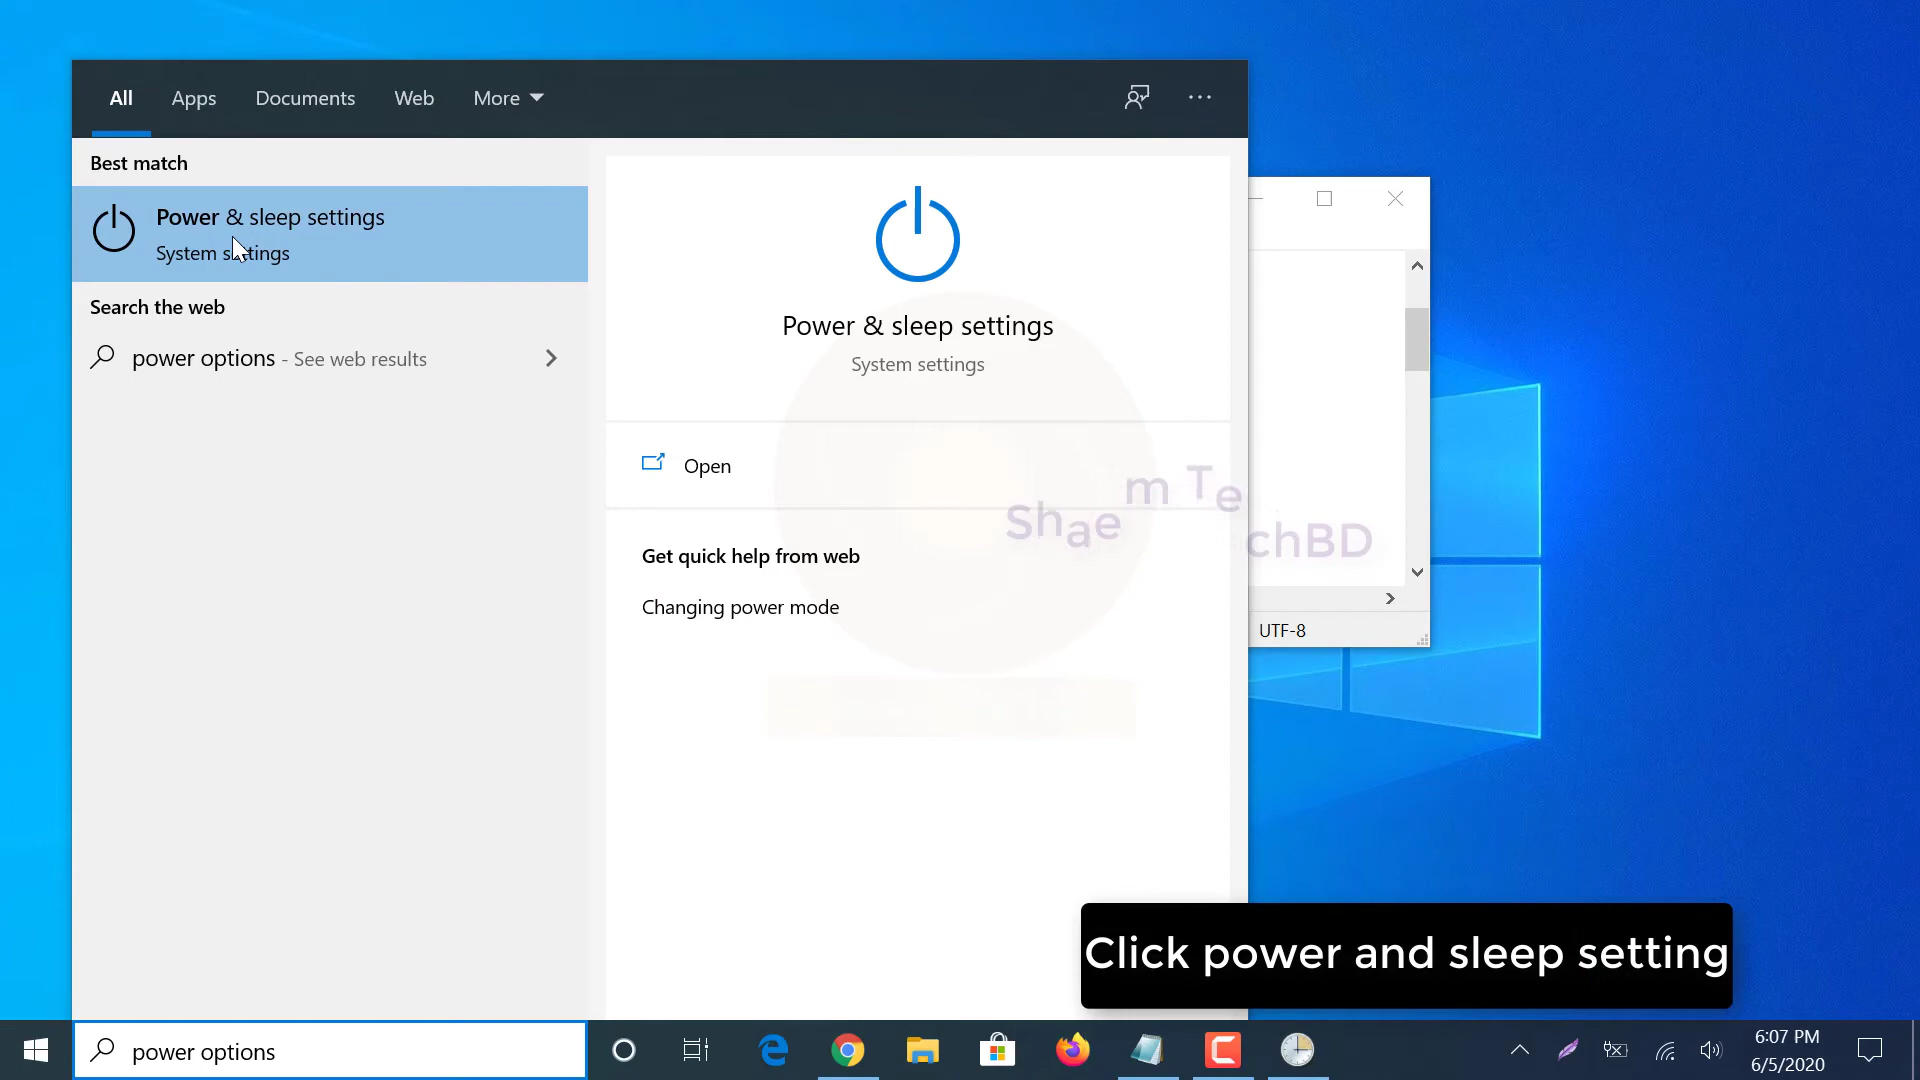 All Apps Documents Web More
Best match
Power & sleep settings
System settings
Search the web
power options - See web results
Power & sleep settings
System settings
Open
Get quick help from web
Changing power mode
Shaem TechBD
UTF-8
Click power and sleep setting
power options
6:07 PM
6/5/2020